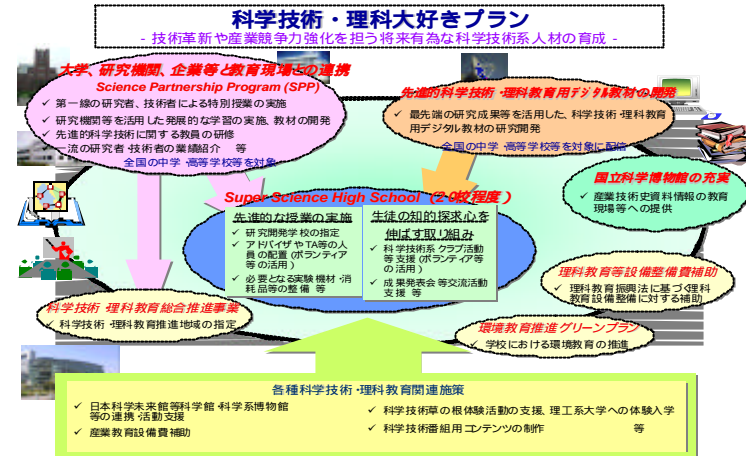 科学技術・理科大好きプラン
- 技術革新や産業競争力強化を担う将来有為な科学技術系人材の育成 -
大学、研究機関、企業等と教育現場との連携
Science Partnership Program (SPP)
✓ 第一線の研究者、技術者による特別授業の実施
✓ 研究機関等を活用した発展的な学習の実施、教材の開発
✓ 先進的科学技術に関する教員の研修
✓ 一流の研究者・技術者の業績紹介 等
全国の中学・高等学校等を対象
先進的科学技術・理科教育用デジタル教材の開発
✓ 最先端の研究成果等を活用した、科学技術・理科教育
用デジタル教材の研究開発
全国の中学・高等学校等を対象に配信
国立科学博物館の充実
✓ 産業技術史資料情報の教育
現場等への提供
Super Science High School (20校程度)
先進的な授業の実施
✓ 研究開発学校の指定
✓ アドバイザやTA等の人
員の配置(ボランティア
等の活用)
✓ 必要となる実験機材・消
耗品等の整備 等
生徒の知的探求心を
伸ばす取り組み
✓ 科学技術系クラブ活動
等支援(ボランティア等
の活用)
✓ 成果発表会等交流活動
支援 等
理科教育等設備整備費補助
✓ 理科教育振興法に基づく理科
教育設備整備に対する補助
科学技術・理科教育総合推進事業
✓ 科学技術・理科教育推進地域の指定
環境教育推進グリーンプラン
✓ 学校における環境教育の推進
各種科学技術・理科教育関連施策
✓ 日本科学未来館等科学館・科学系博物館
等の連携・活動支援
✓ 産業教育設備費補助
✓ 科学技術草の根体験活動の支援、理工系大学への体験入学
✓ 科学技術番組用コンテンツの制作 等